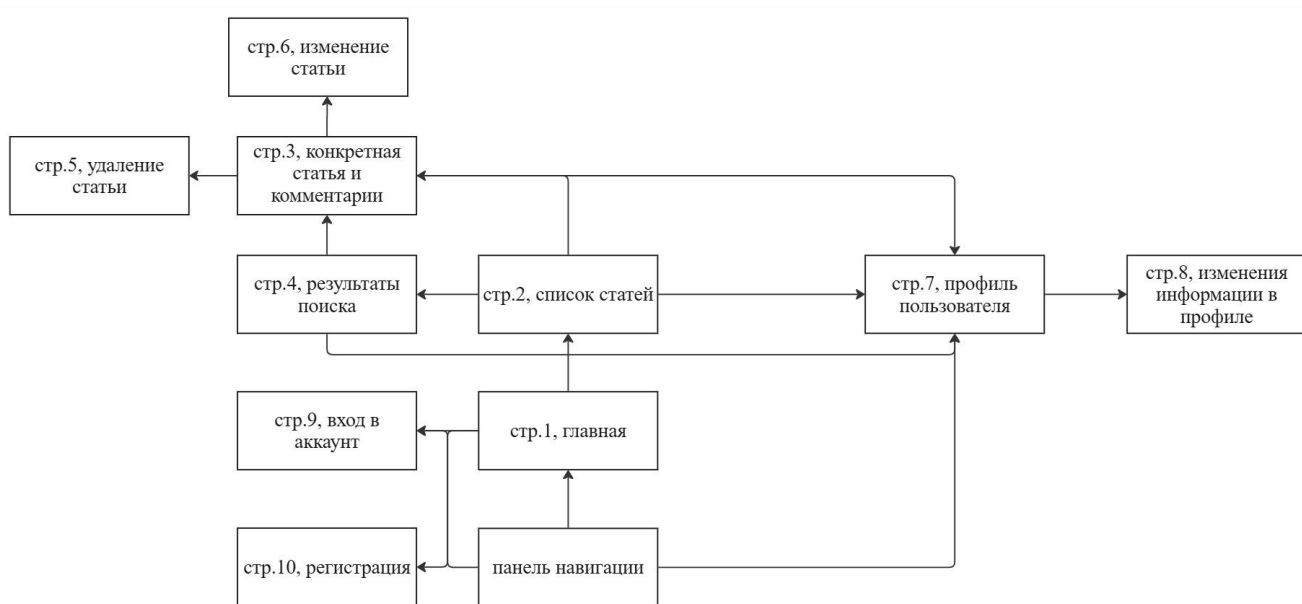 стр.6, изменение
статьи
стр.5, удаление
статьи
стр.3, конкретная
статья и
комментарии
стр.4, результаты
поиска
стр.2, список статей
стр.7, профиль
пользователя
стр.8, изменения
информации в
профиле
стр.9, вход в
аккаунт
стр.1, главная
стр.10, регистрация
панель навигации